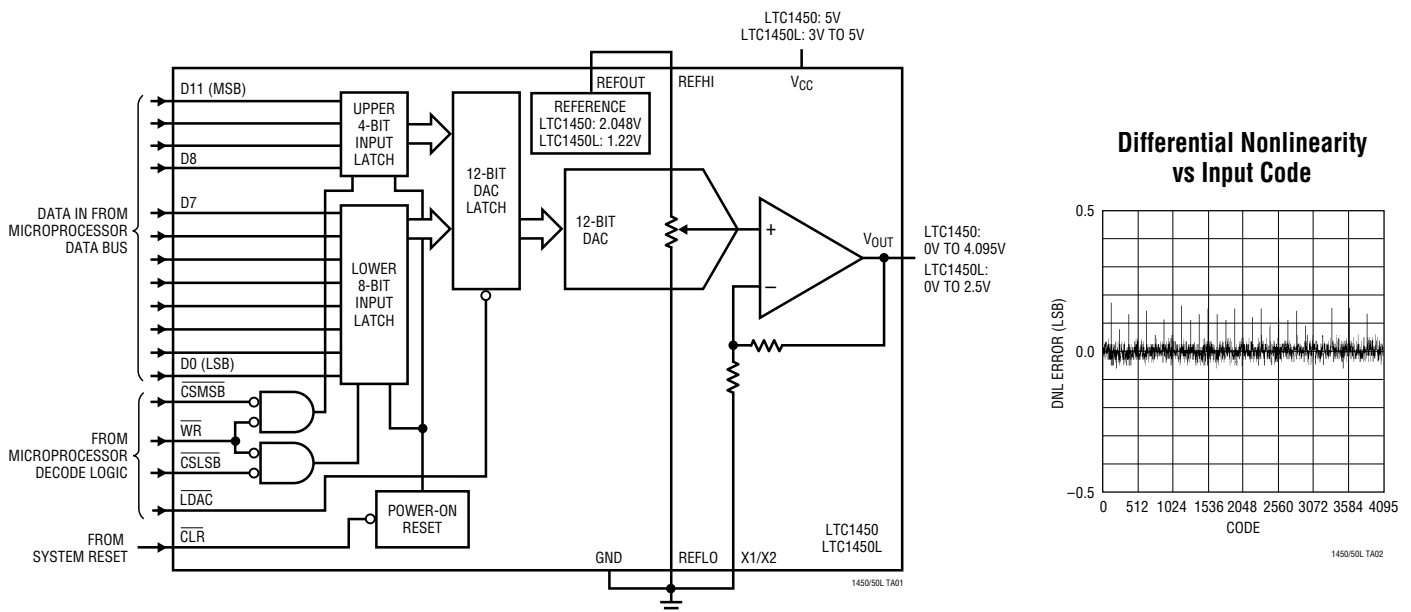 LTC1450: 5V
LTC1450L: 3V TO 5V
REFOUT
REFHI
VCC
D11 (MSB)
D8
D7
D0 (LSB)
DATA IN FROM
MICROPROCESSOR
DATA BUS
UPPER
4-BIT
INPUT
LATCH
LOWER
8-BIT
INPUT
LATCH
12-BIT
DAC
LATCH
REFERENCE
LTC1450: 2.048V
LTC1450L: 1.22V
12-BIT
DAC
+
−
VOUT
LTC1450:
0V TO 4.095V
LTC1450L:
0V TO 2.5V
CSMSB
WR
CSLSB
LDAC
FROM
MICROPROCESSOR
DECODE LOGIC
CLR
FROM
SYSTEM RESET
POWER-ON
RESET
LTC1450
LTC1450L
GND
REFLO
X1/X2
1450/50L TA01
Differential Nonlinearity
vs Input Code
DNL ERROR (LSB)
0.5
0.0
–0.5
0 512 1024 1536 2048 2560 3072 3584 4095
CODE
1450/50L TA02